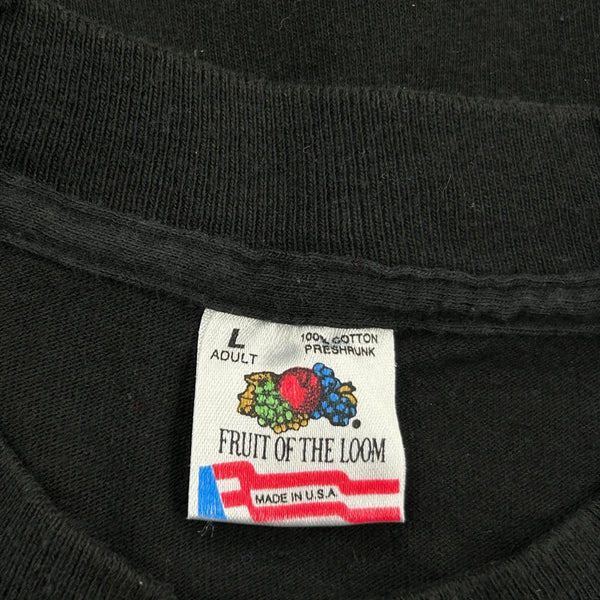 L
ADULT
100% COTTON
PRESHRUNK
FRUIT OF THE LOOM
MADE IN U.S.A.